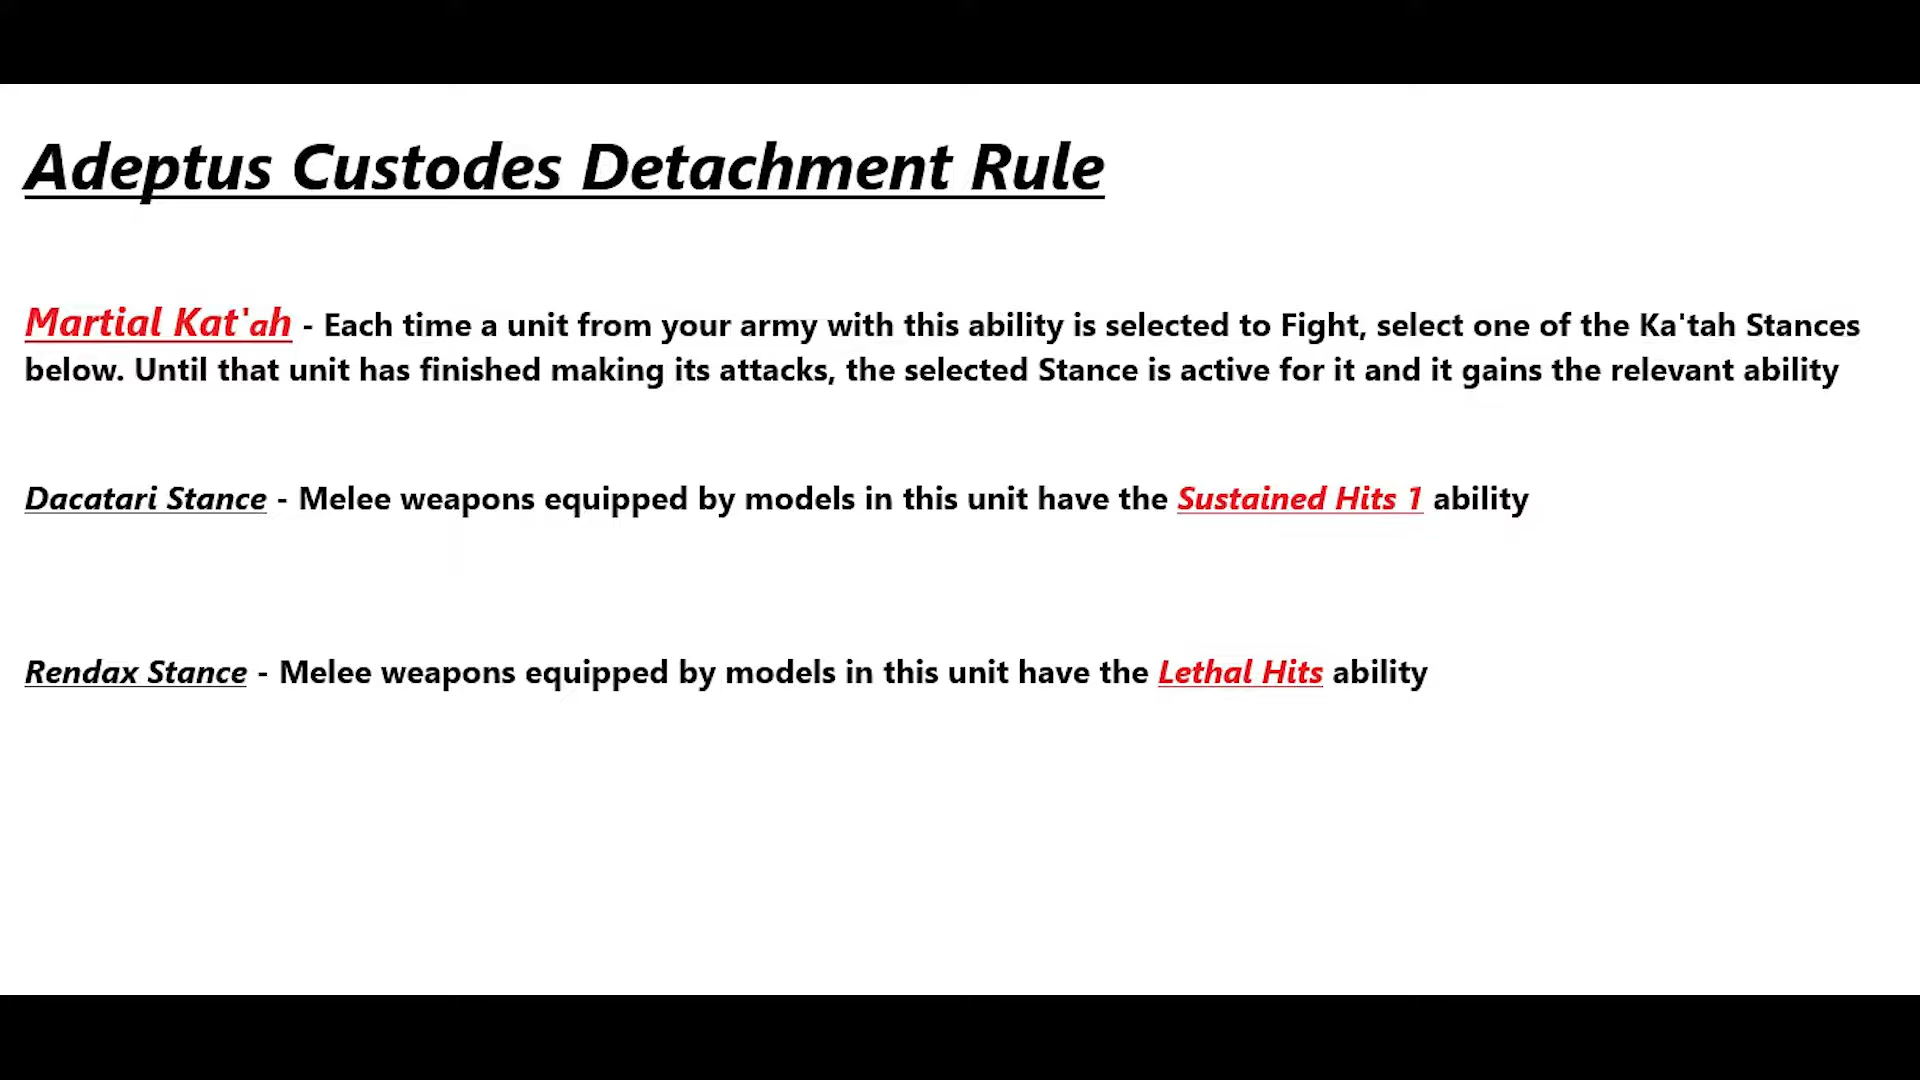 Adeptus Custodes Detachment Rule
Martial Kat'ah - Each time a unit from your army with this ability is selected to Fight, select one of the Ka'tah Stances
below. Until that unit has finished making its attacks, the selected Stance is active for it and it gains the relevant ability
Dacatari Stance - Melee weapons equipped by models in this unit have the Sustained Hits 1 ability
Rendax Stance - Melee weapons equipped by models in this unit have the Lethal Hits ability